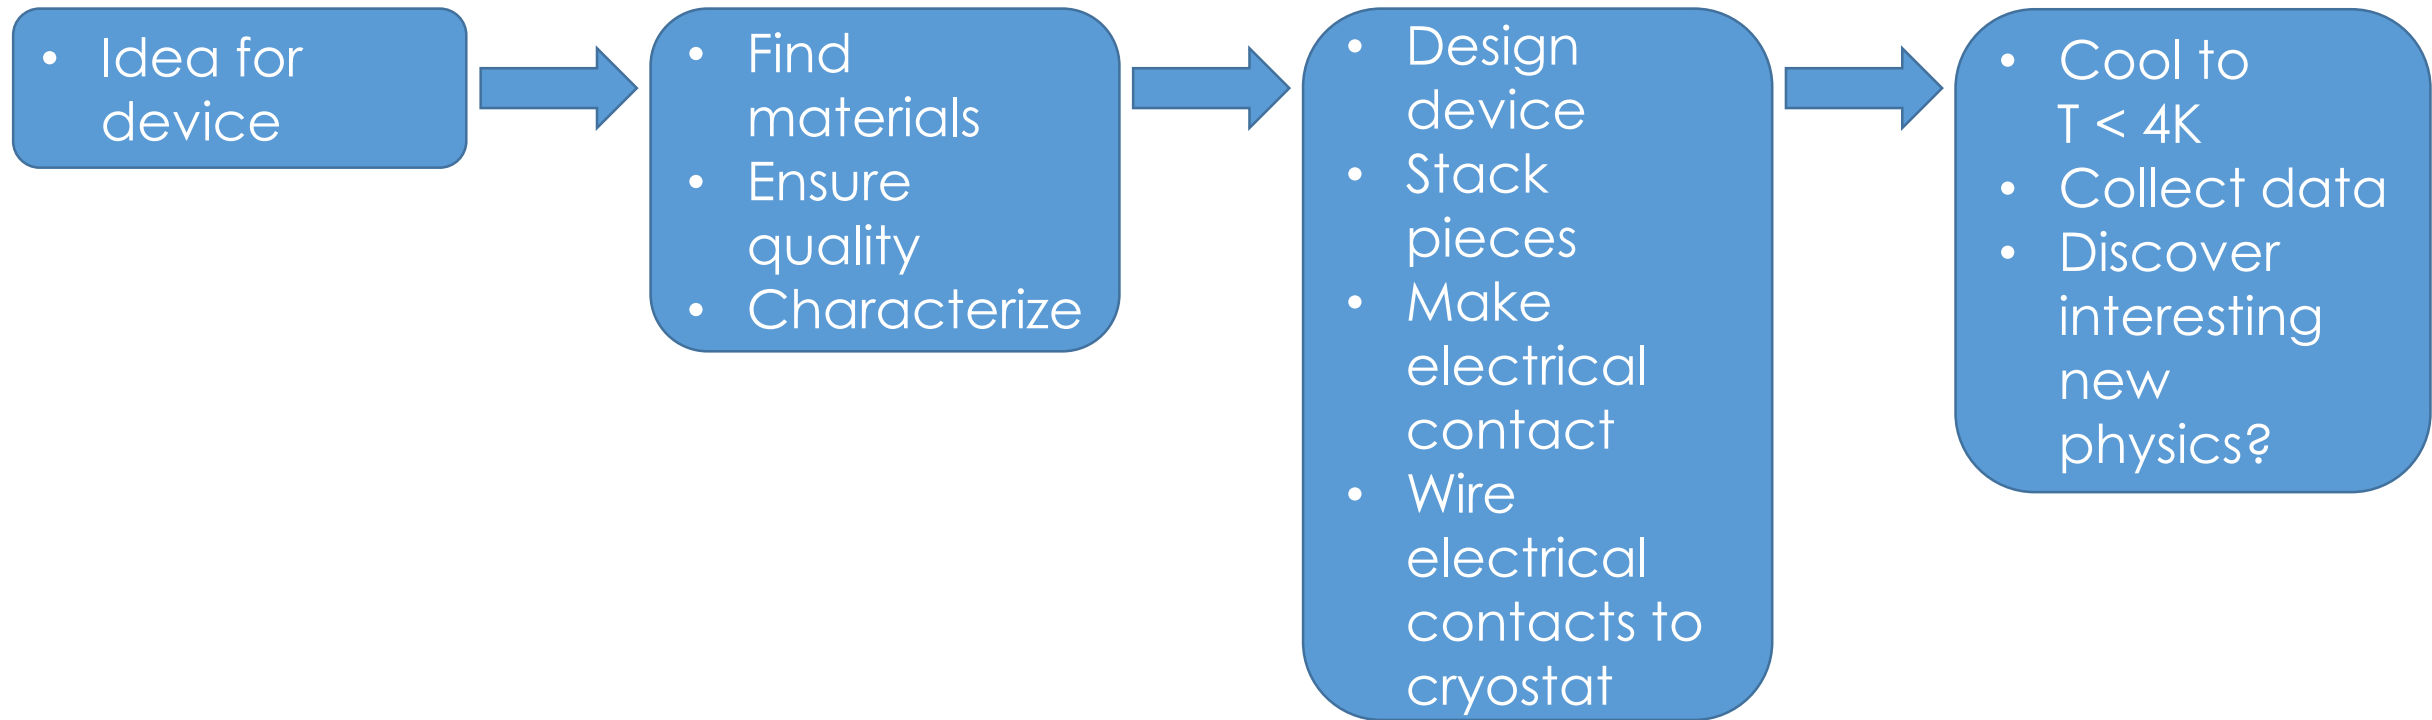 • Idea for
device
• Find
materials
• Ensure
quality
• Characterize
• Design
device
• Stack
pieces
• Make
electrical
contact
• Wire
electrical
contacts to
cryostat
• Cool to
T < 4K
• Collect data
• Discover
interesting
new
physics?